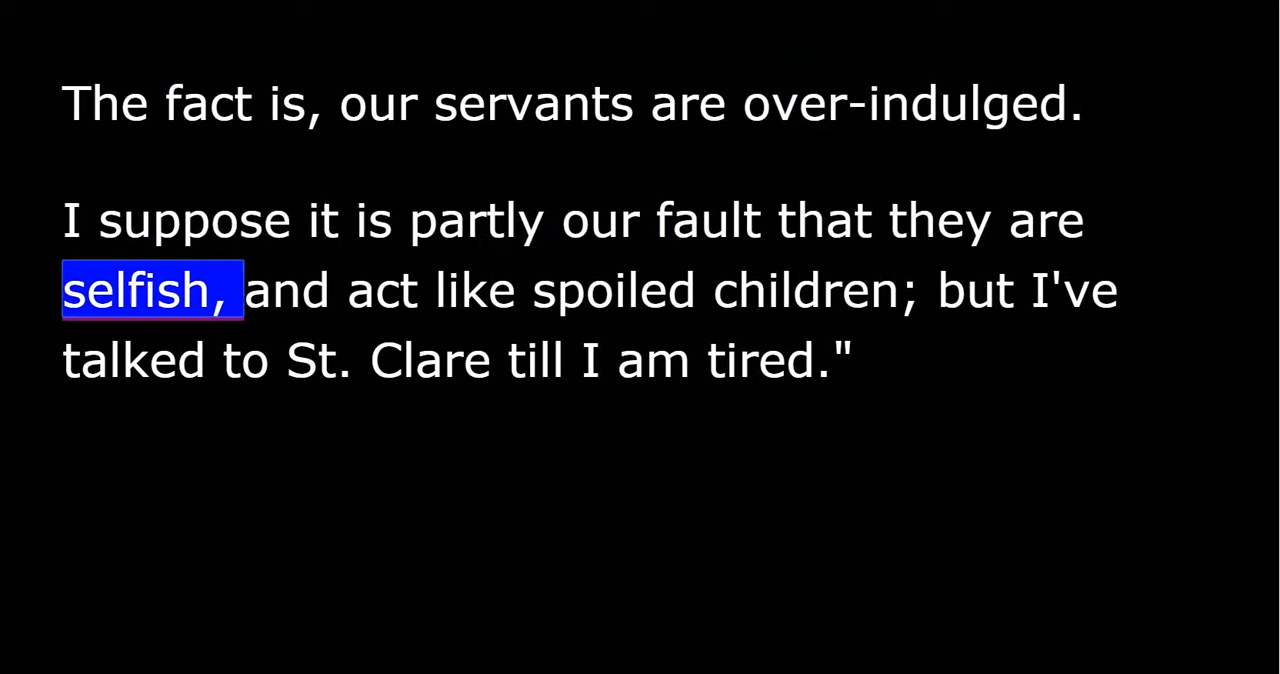 The fact is, our servants are over-indulged.
I suppose it is partly our fault that they are
selfish, and act like spoiled children; but I've
talked to St. Clare till I am tired."